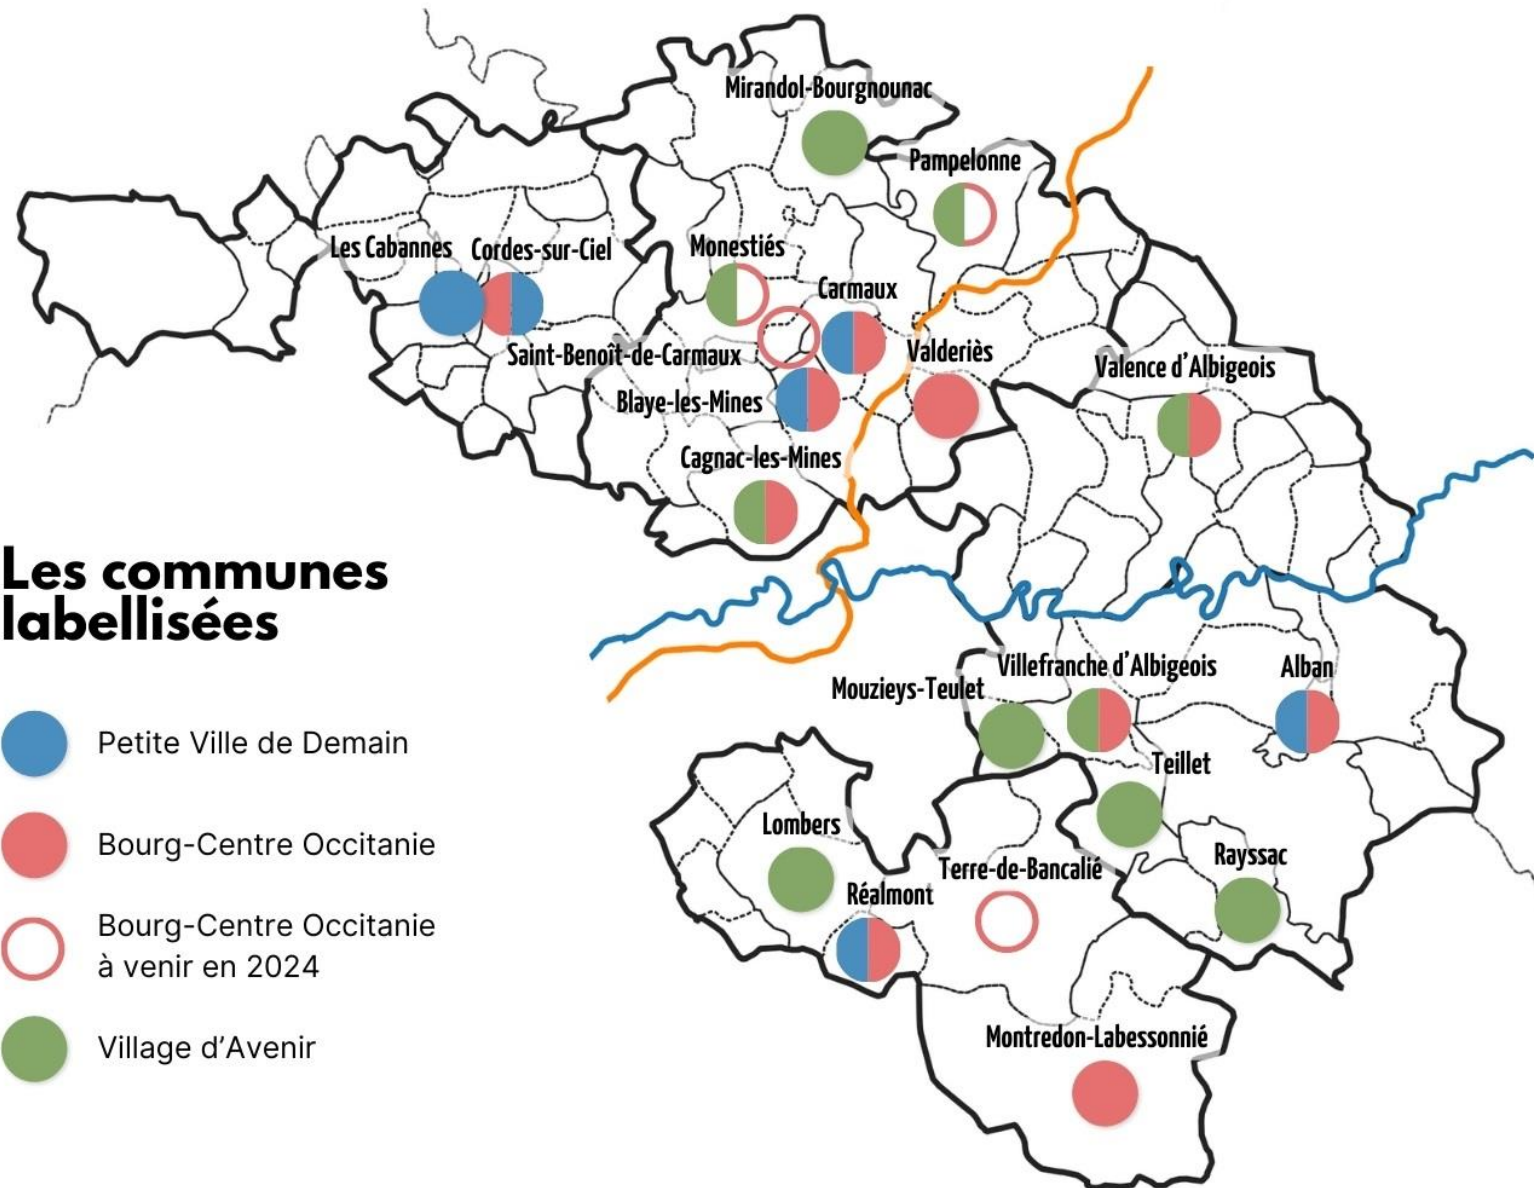 Mirandol-Bourgnounac
Pampelonne
Les Cabannes
Cordes-sur-Ciel
Monestiés
Carmaux
Saint-Benoît-de-Carmaux
Valderiès
Valence d'Albigeois
Blaye-les-Mines
Cagnac-les-Mines
Les communes
labellisées
Petite Ville de Demain
Bourg-Centre Occitanie
Bourg-Centre Occitanie
à venir en 2024
Village d'Avenir
Villefranche d'Albigeois
Alban
Mouzieys-Teulet
Teillet
Lombers
Rayssac
Terre-de-Bancalié
Réalmont
Montredon-Labessonnié